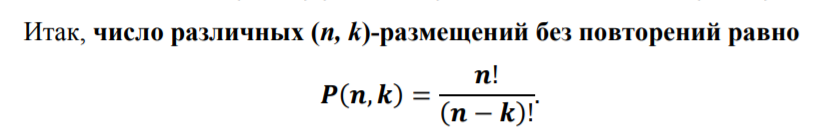 Итак, число различных (n, k)-размещений без повторений равно
P(n, k) = n! / (n − k)!.